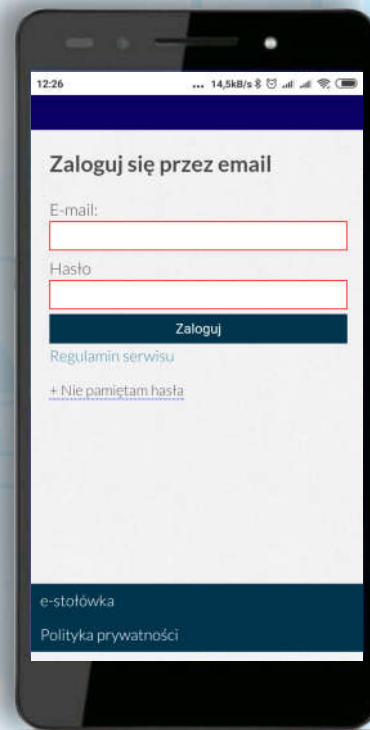 12:26 ... 14,5kB/s
Zaloguj się przez email
E-mail:
Hasło
Zaloguj
Regulamin serwisu
+ Nie pamiętam hasła
e-stołówka
Polityka prywatności